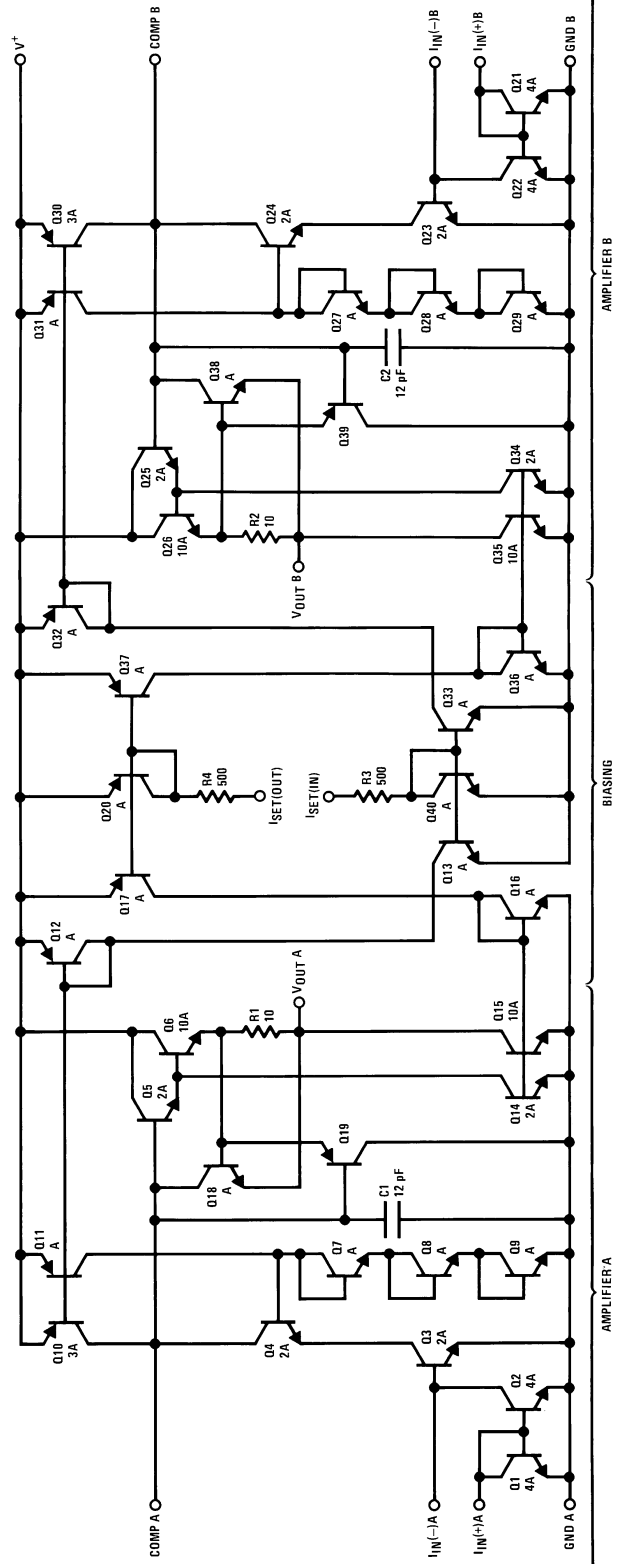 V+
COMP A
COMP B
IIN(–)A
IIN(+)A
GND A
IIN(–)B
IIN(+)B
GND B
VOUT A
VOUT B
ISET(OUT)
ISET(IN)
Q10
3A
Q11
A
Q12
A
Q17
A
Q20
A
Q37
A
Q32
A
Q31
A
Q30
3A
Q5
2A
Q6
10A
Q18
A
R1
10
Q19
C1
12 pF
Q4
2A
Q7
A
Q8
A
Q9
A
Q3
2A
Q1
4A
Q2
4A
Q14
2A
Q15
10A
Q16
A
Q13
A
Q40
A
Q33
A
R4
500
R3
500
Q36
A
Q35
10A
Q34
2A
Q26
10A
Q25
2A
Q38
A
R2
10
Q39
C2
12 pF
Q24
2A
Q27
A
Q28
A
Q29
A
Q23
2A
Q22
4A
Q21
4A
AMPLIFIER A
BIASING
AMPLIFIER B